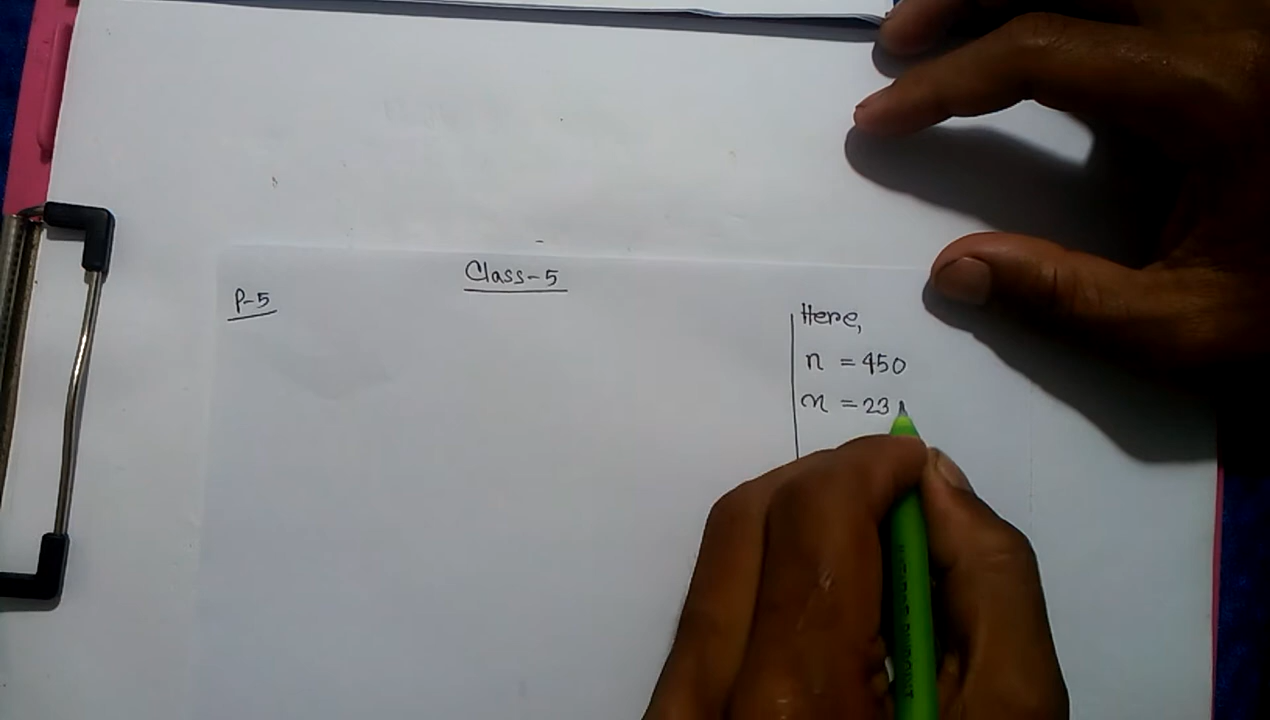 Class-5
P-5
Here,
n = 450
x = 23